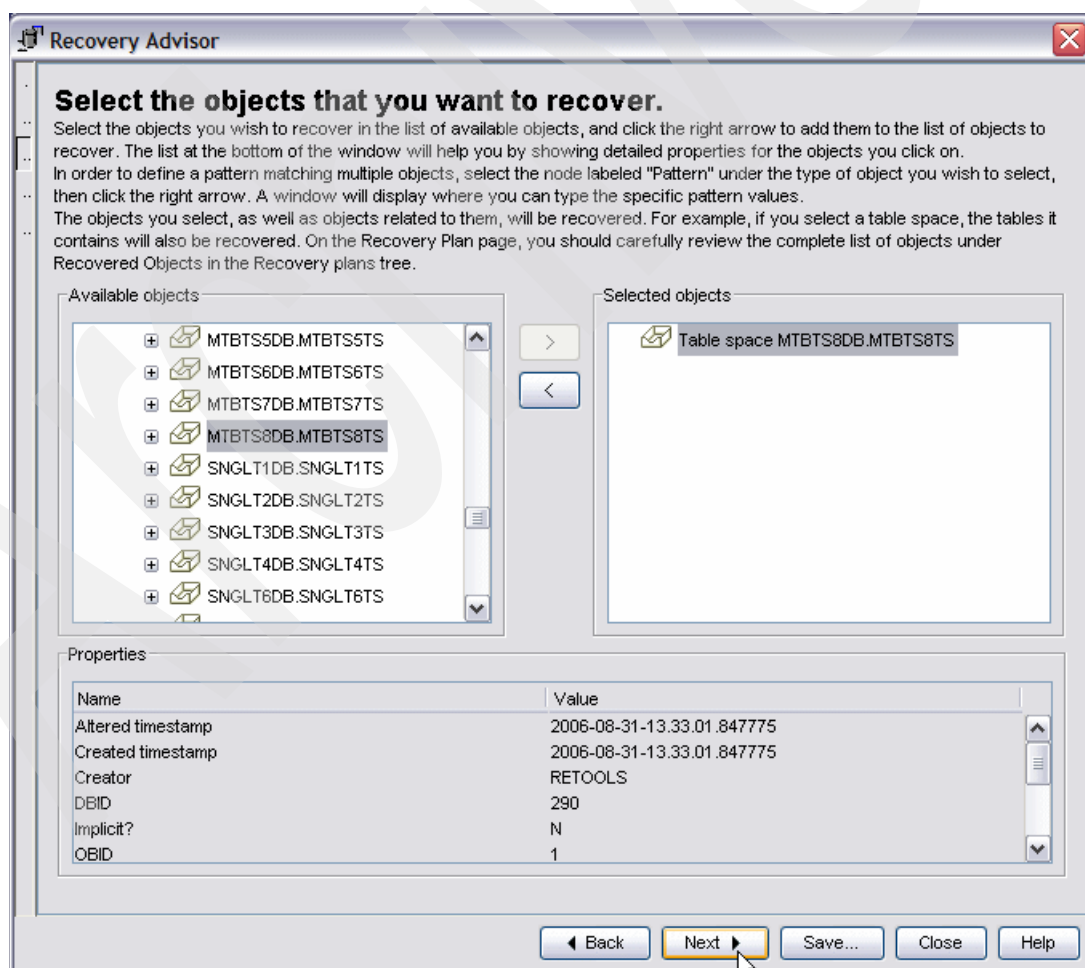 Recovery Advisor
Select the objects that you want to recover.
Select the objects you wish to recover in the list of available objects, and click the right arrow to add them to the list of objects to
recover. The list at the bottom of the window will help you by showing detailed properties for the objects you click on.
In order to define a pattern matching multiple objects, select the node labeled "Pattern" under the type of object you wish to select,
then click the right arrow. A window will display where you can type the specific pattern values.
The objects you select, as well as objects related to them, will be recovered. For example, if you select a table space, the tables it
contains will also be recovered. On the Recovery Plan page, you should carefully review the complete list of objects under
Recovered Objects in the Recovery plans tree.
Available objects
MTBTS5DB.MTBTS5TS
MTBTS6DB.MTBTS6TS
MTBTS7DB.MTBTS7TS
MTBTS8DB.MTBTS8TS
SNGLT1DB.SNGLT1TS
SNGLT2DB.SNGLT2TS
SNGLT3DB.SNGLT3TS
SNGLT4DB.SNGLT4TS
SNGLT6DB.SNGLT6TS
>
<
Selected objects
Table space MTBTS8DB.MTBTS8TS
Properties
Name Value
Altered timestamp 2006-08-31-13.33.01.847775
Created timestamp 2006-08-31-13.33.01.847775
Creator RETOOLS
DBID 290
Implicit? N
OBID 1
Back Next Save... Close Help